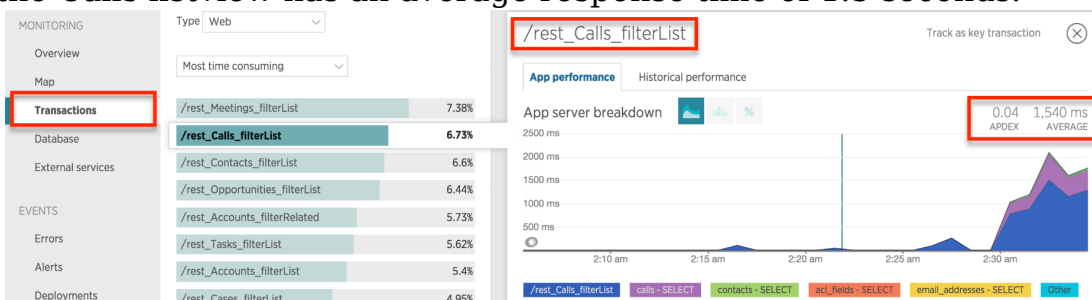 the Calls listview has an average response time of 1.5 seconds.
MONITORING
Overview
Map
Transactions
Database
External services
EVENTS
Errors
Alerts
Deployments
Type Web
Most time consuming
/rest_Meetings_filterList 7.38%
/rest_Calls_filterList 6.73%
/rest_Contacts_filterList 6.6%
/rest_Opportunities_filterList 6.44%
/rest_Accounts_filterRelated 5.73%
/rest_Tasks_filterList 5.62%
/rest_Accounts_filterList 5.4%
/rest_Cases_filterList 4.95%
/rest_Calls_filterList
Track as key transaction
App performance Historical performance
App server breakdown %
0.04 1,540 ms
APDEX AVERAGE
2500 ms
2000 ms
1500 ms
1000 ms
500 ms
2:10 am 2:15 am 2:20 am 2:25 am 2:30 am
/rest_Calls_filterList calls - SELECT contacts - SELECT acl_fields - SELECT email_addresses - SELECT Other